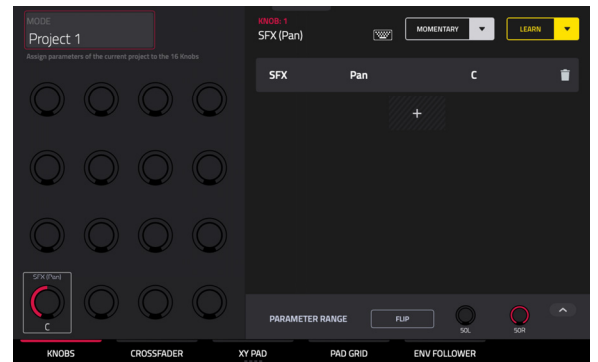 MODE
Project 1
Assign parameters of the current project to the 16 Knobs
SFX (Pan)
C
KNOB: 1
SFX (Pan)
MOMENTARY
LEARN
SFX Pan C
+
PARAMETER RANGE
FLIP
50L
50R
KNOBS
CROSSFADER
XY PAD
PAD GRID
ENV FOLLOWER